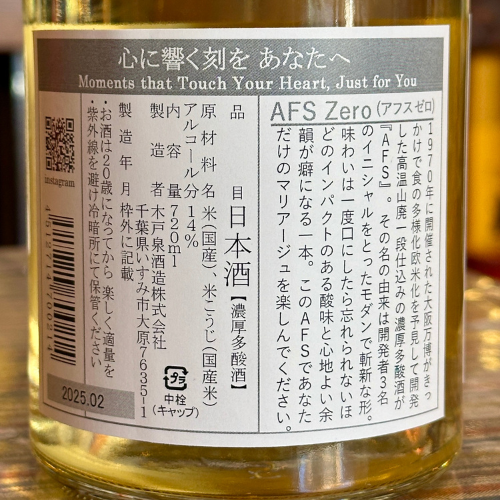 心に響く刻を あなたへ
Moments that Touch Your Heart, Just for You
AFS Zero(アフス ゼロ)
1970年に開催された大阪万博がきっ
かけで食の多様化欧米化を予見して開発
した高温山廃一段仕込みの濃厚多酸酒が
『AFS』。その名の由来は開発者3名
のイニシャルをとったモダンで斬新な形。
味わいは一度口にしたら忘れられないほ
どのインパクトのある酸味と心地よい余
韻が癖になる一本。このAFSであなた
だけのマリアージュを楽しんでください。
品目 日本酒【濃厚多酸酒】
原材料名 米(国産)、米こうじ(国産米)
アルコール分 14%
内容量 720ml
製造者 木戸泉酒造株式会社
千葉県いすみ市大原7635-1
製造年月 枠外に記載
・お酒は20歳になってから 楽しく適量を
・紫外線を避け冷暗所にて保管ください
プラ
中栓
(キャップ)
instagram
2025.02